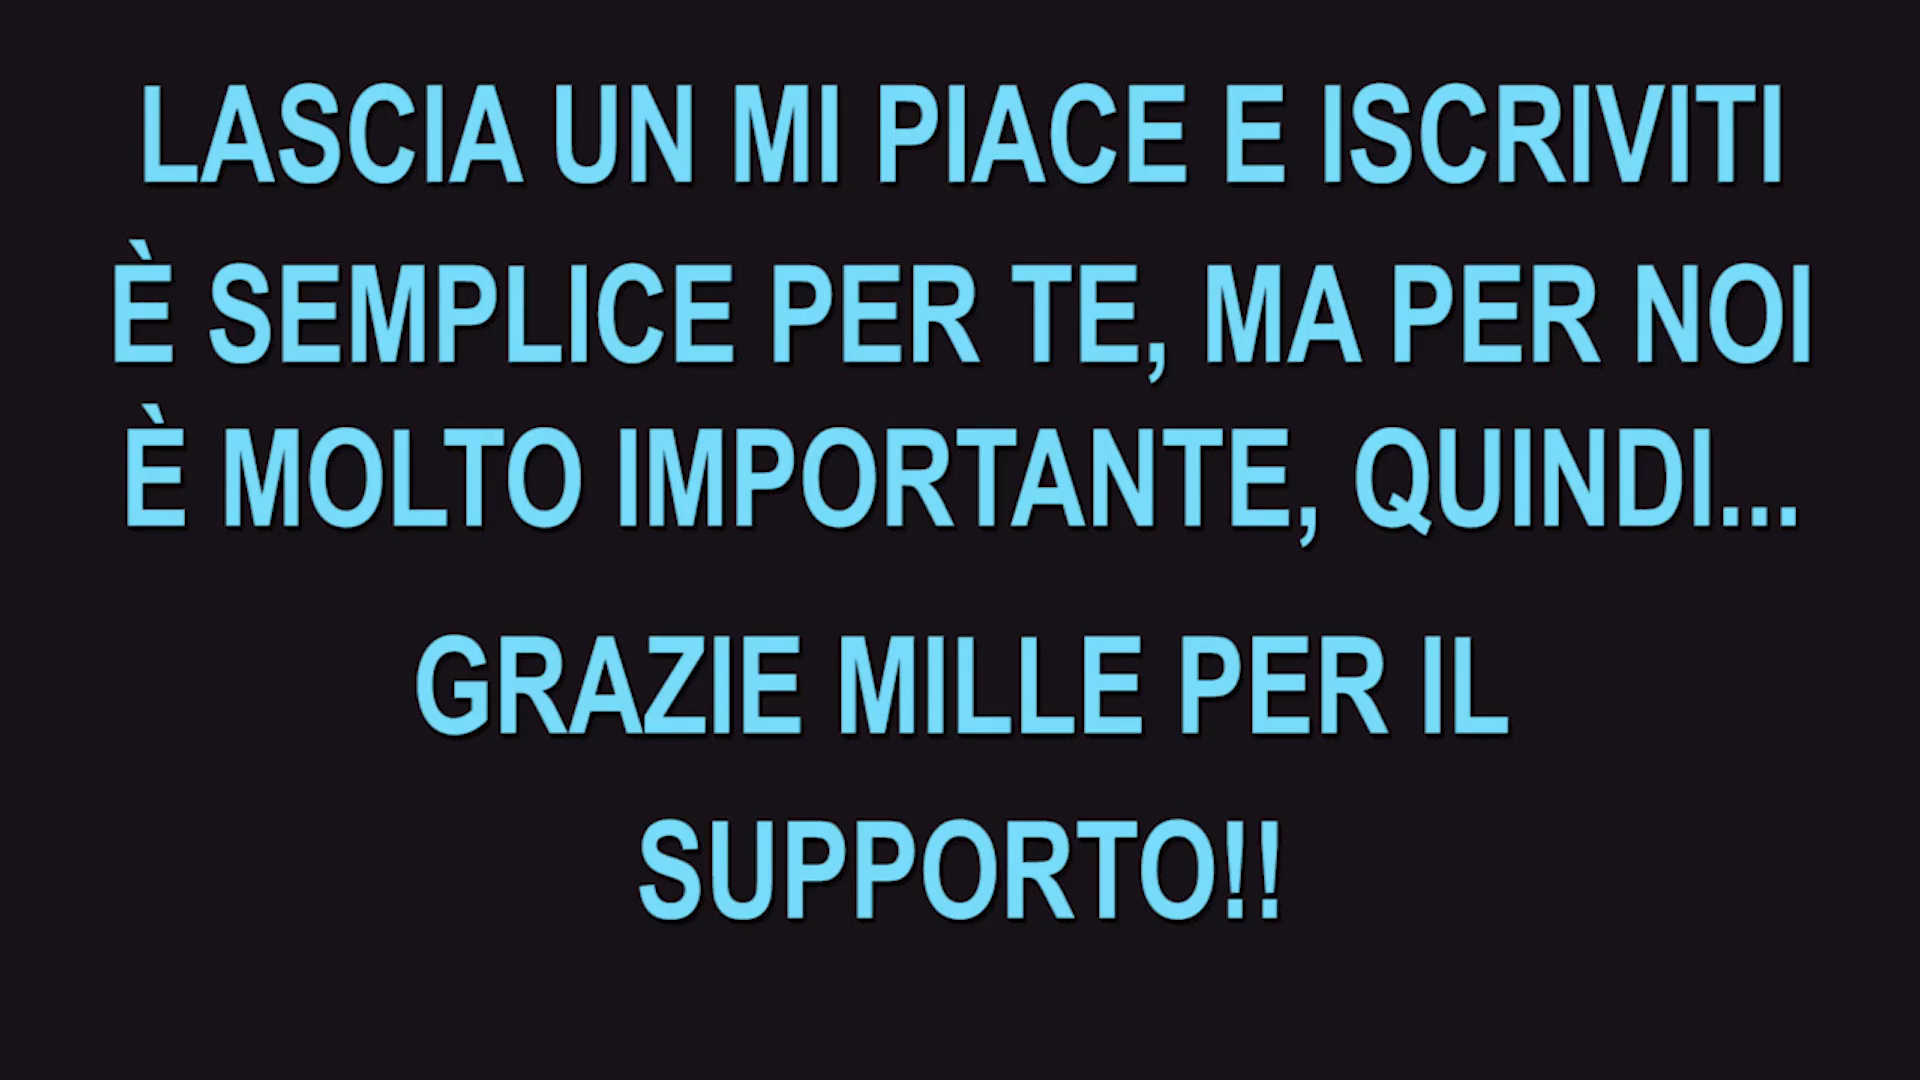 LASCIA UN MI PIACE E ISCRIVITI
È SEMPLICE PER TE, MA PER NOI
È MOLTO IMPORTANTE, QUINDI...
GRAZIE MILLE PER IL
SUPPORTO!!